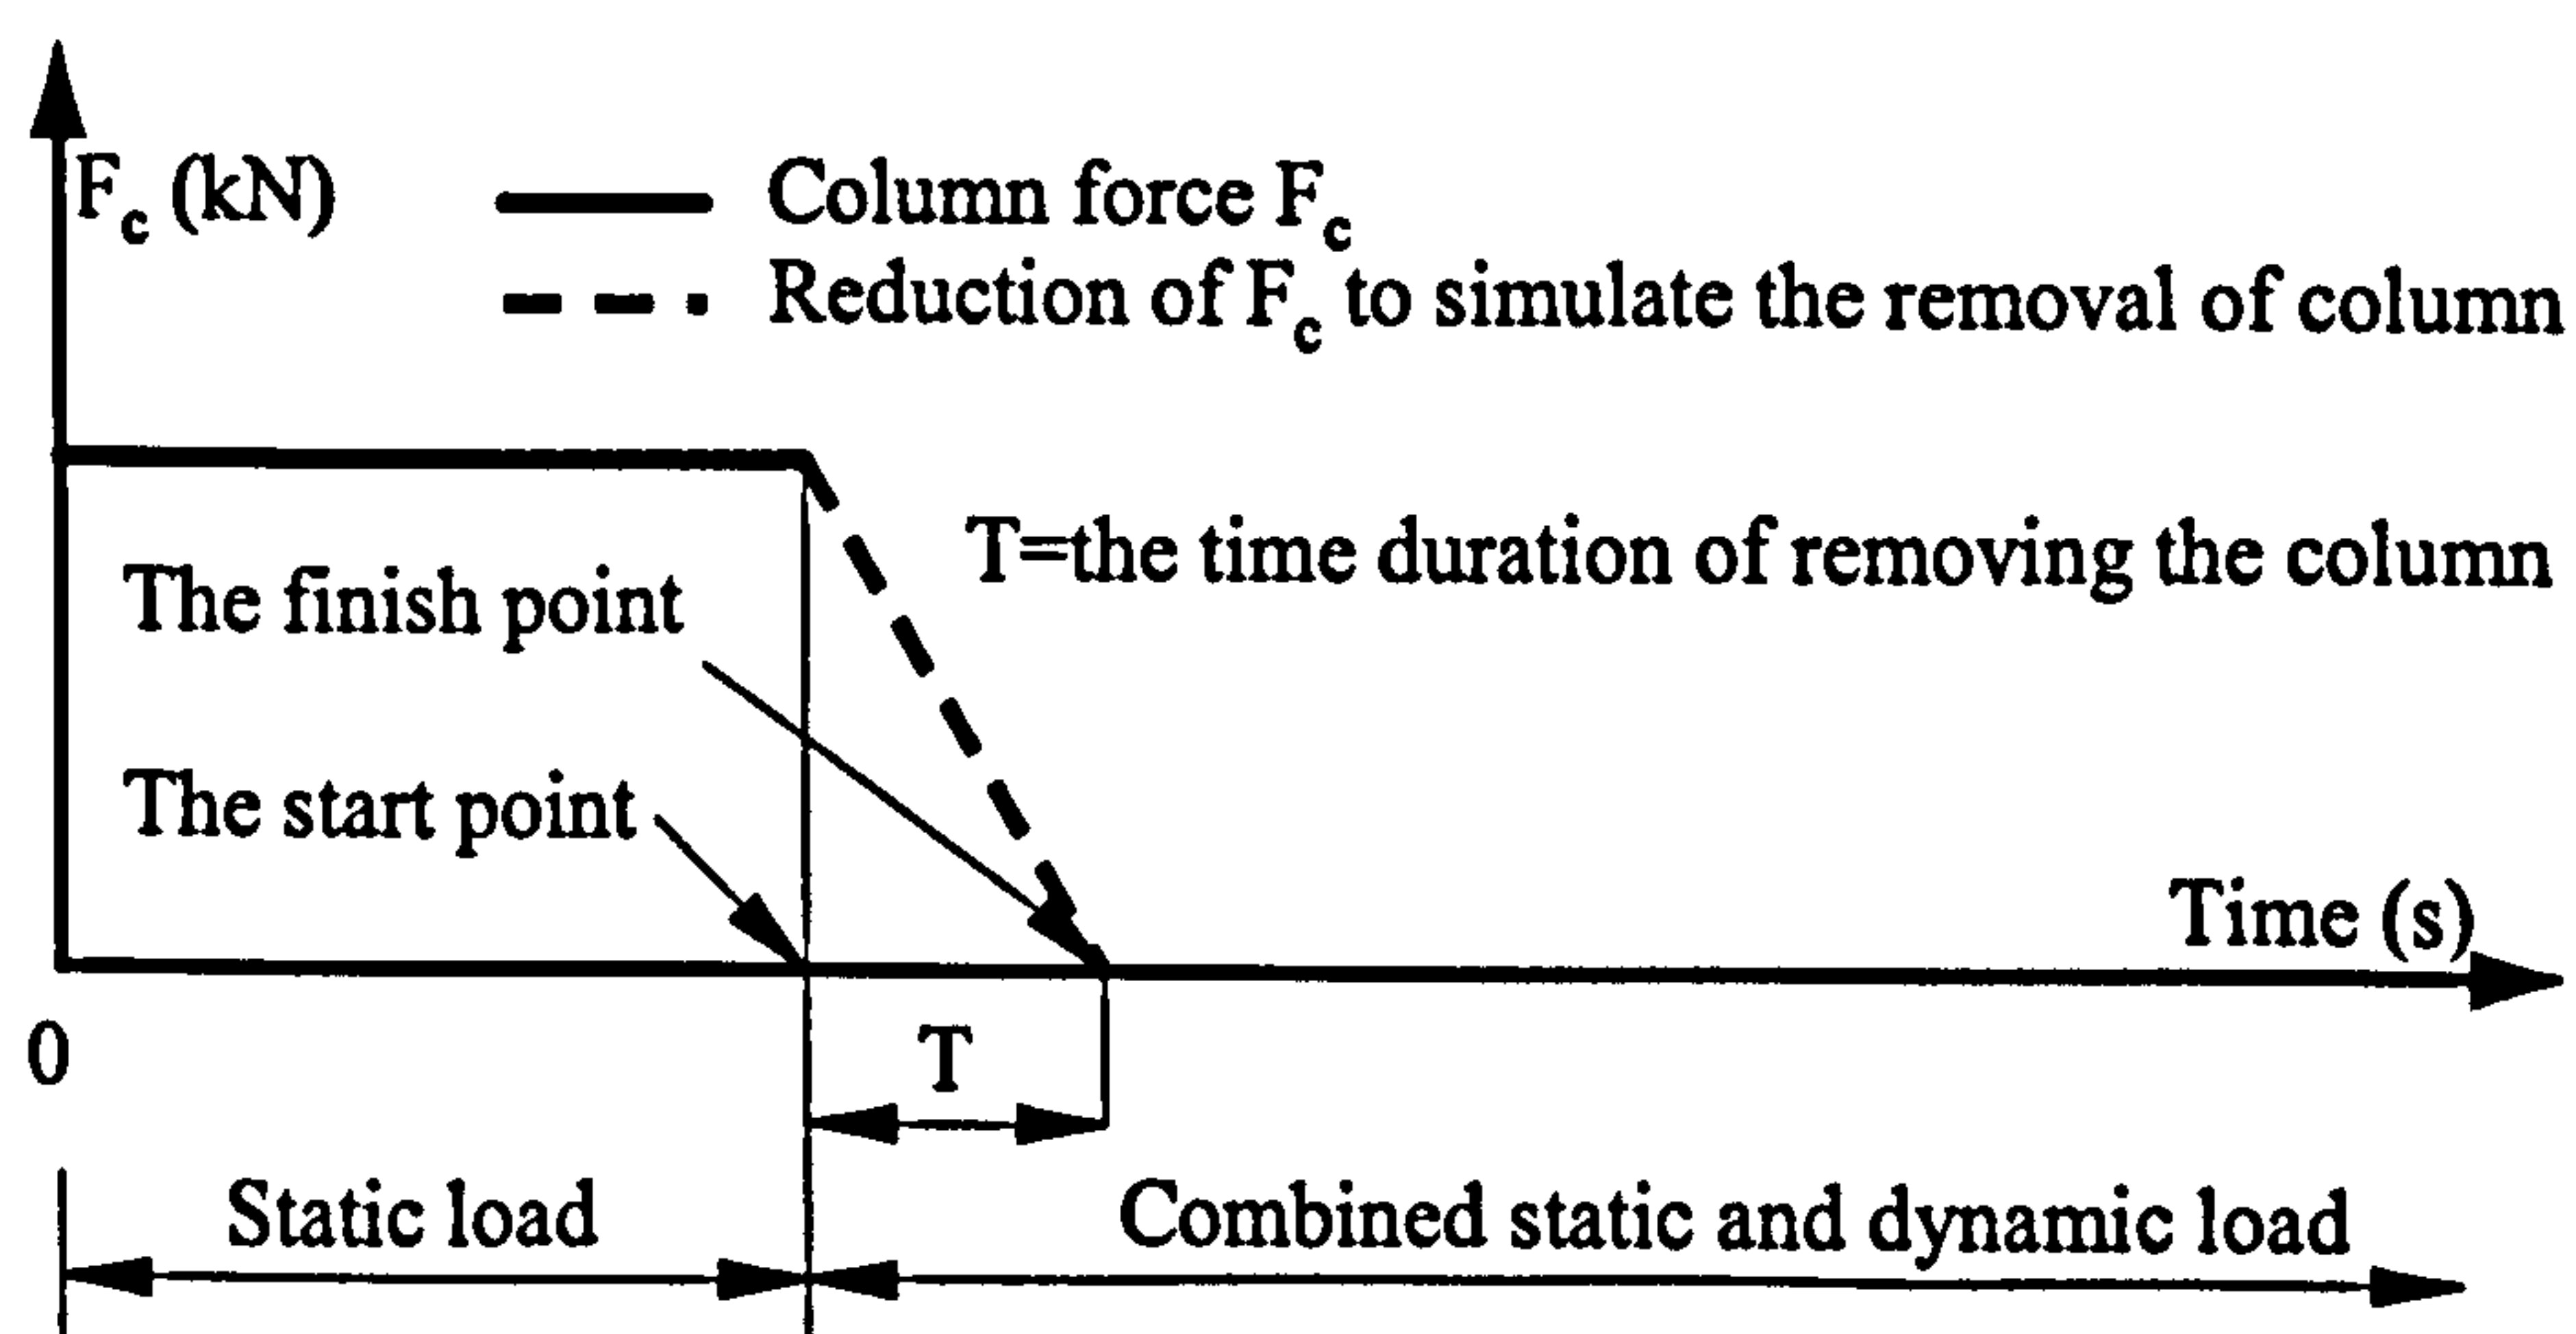 F_c (kN)
Column force F_c
Reduction of F_c to simulate the removal of column
T=the time duration of removing the column
The finish point
The start point
Time (s)
0
T
Static load
Combined static and dynamic load